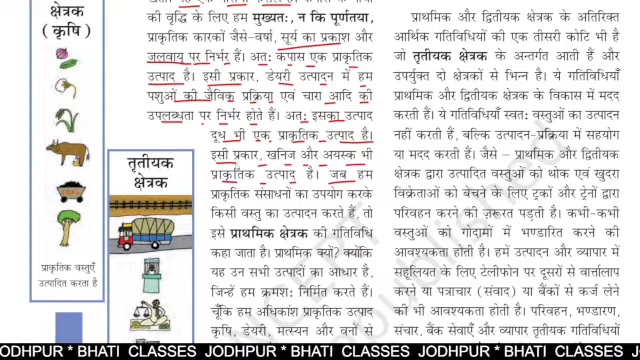 क्षेत्रक
(कृषि)
प्राकृतिक वस्तुएँ
उत्पादित करता है
तृतीयक
क्षेत्रक
की वृद्धि के लिए हम मुख्यतः, न कि पूर्णतया,
प्राकृतिक कारकों जैसे-वर्षा, सूर्य का प्रकाश और
जलवायु पर निर्भर हैं। अतः कपास एक प्राकृतिक
उत्पाद है। इसी प्रकार, डेयरी उत्पादन में हम
पशुओं की जैविक प्रक्रिया एवं चारा आदि की
उपलब्धता पर निर्भर होते हैं। अतः इसका उत्पाद
दूध भी एक प्राकृतिक उत्पाद है।
इसी प्रकार, खनिज और अयस्क भी
प्राकृतिक उत्पाद हैं। जब हम
प्राकृतिक संसाधनों का उपयोग करके
किसी वस्तु का उत्पादन करते हैं, तो
इसे प्राथमिक क्षेत्रक की गतिविधि
कहा जाता है। प्राथमिक क्यों? क्योंकि
यह उन सभी उत्पादों का आधार है,
जिन्हें हम क्रमशः निर्मित करते हैं।
चूँकि हम अधिकांश प्राकृतिक उत्पाद
कृषि, डेयरी, मत्स्यन और वनों से
प्राथमिक और द्वितीयक क्षेत्रक के अतिरिक्त
आर्थिक गतिविधियों की एक तीसरी कोटि भी है
जो तृतीयक क्षेत्रक के अन्तर्गत आती हैं और
उपर्युक्त दो क्षेत्रकों से भिन्न है। ये गतिविधियाँ
प्राथमिक और द्वितीयक क्षेत्रक के विकास में मदद
करती हैं। ये गतिविधियाँ स्वतः वस्तुओं का उत्पादन
नहीं करती हैं, बल्कि उत्पादन-प्रक्रिया में सहयोग
या मदद करती हैं। जैसे – प्राथमिक और द्वितीयक
क्षेत्रक द्वारा उत्पादित वस्तुओं को थोक एवं खुदरा
विक्रेताओं को बेचने के लिए ट्रकों और ट्रेनों द्वारा
परिवहन करने की ज़रूरत पड़ती है। कभी-कभी
वस्तुओं को गोदामों में भण्डारित करने की
आवश्यकता होती है। हमें उत्पादन और व्यापार में
सहूलियत के लिए टेलीफोन पर दूसरों से वार्त्तालाप
करने या पत्राचार (संवाद) या बैंकों से कर्ज लेने
की भी आवश्यकता होती है। परिवहन, भण्डारण,
संचार, बैंक सेवाएँ और व्यापार तृतीयक गतिविधियों
JODHPUR * BHATI CLASSES JODHPUR * BHATI CLASSES JODHPUR * BHATI CLASSES